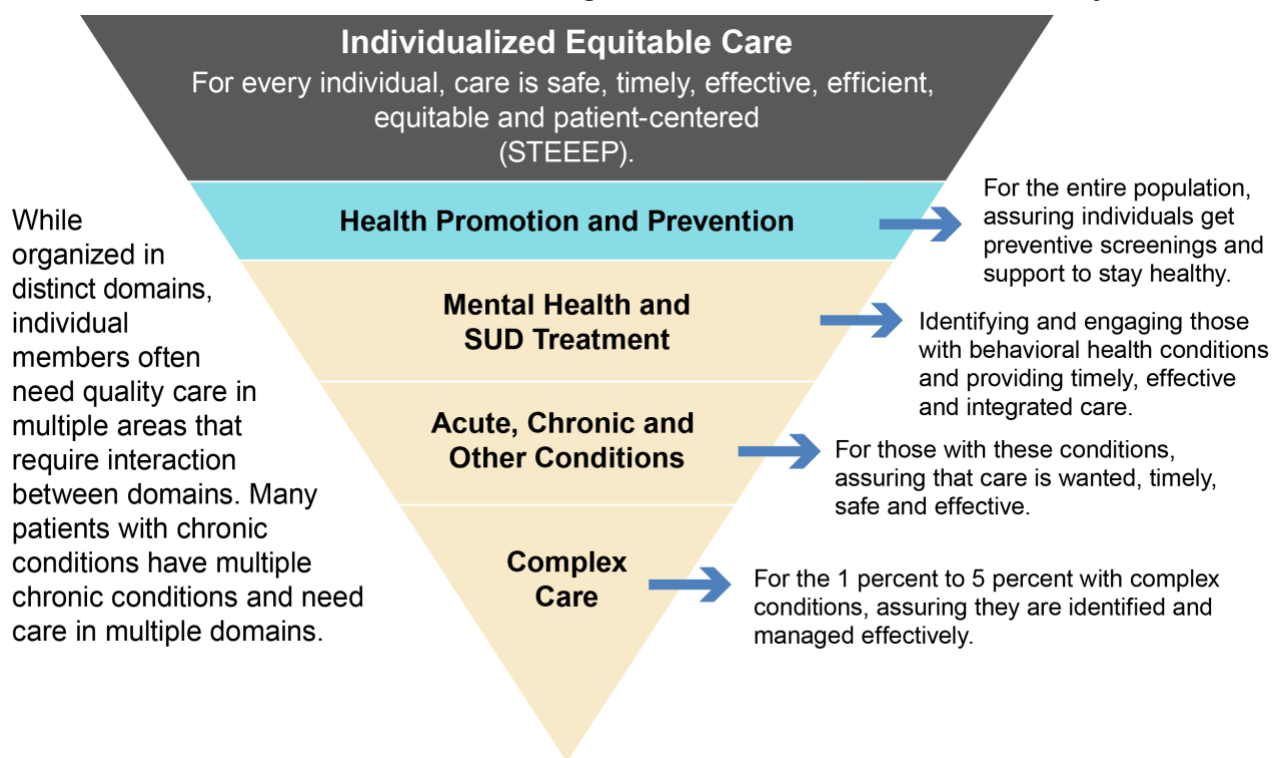 Individualized Equitable Care
For every individual, care is safe, timely, effective, efficient,
equitable and patient-centered
(STEEEP).
While
organized in
distinct domains,
individual
members often
need quality care in
multiple areas that
require interaction
between domains. Many
patients with chronic
conditions have multiple
chronic conditions and need
care in multiple domains.
Health Promotion and Prevention
For the entire population,
assuring individuals get
preventive screenings and
support to stay healthy.
Mental Health and
SUD Treatment
Identifying and engaging those
with behavioral health conditions
and providing timely, effective
and integrated care.
Acute, Chronic and
Other Conditions
For those with these conditions,
assuring that care is wanted, timely,
safe and effective.
Complex
Care
For the 1 percent to 5 percent with complex
conditions, assuring they are identified and
managed effectively.